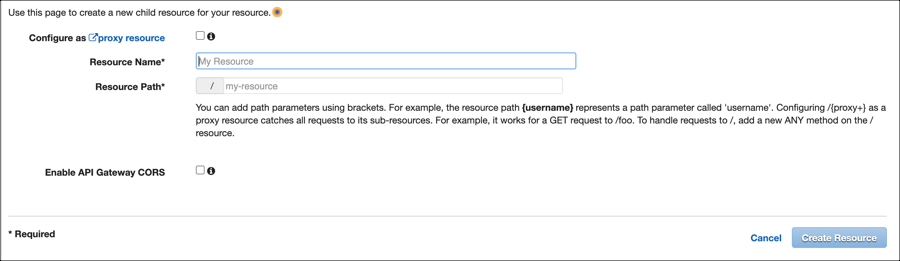 Use this page to create a new child resource for your resource.
Configure as proxy resource
Resource Name*
My Resource
Resource Path*
/ my-resource
You can add path parameters using brackets. For example, the resource path {username} represents a path parameter called 'username'. Configuring /{proxy+} as a
proxy resource catches all requests to its sub-resources. For example, it works for a GET request to /foo. To handle requests to /, add a new ANY method on the /
resource.
Enable API Gateway CORS
* Required
Cancel
Create Resource